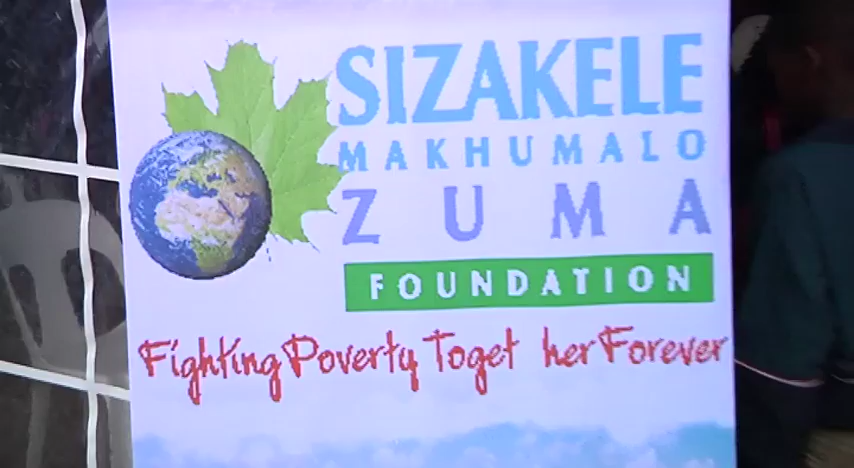 SIZAKELE
MAKHUMALO
ZUMA
FOUNDATION
Fighting Poverty Toget her Forever